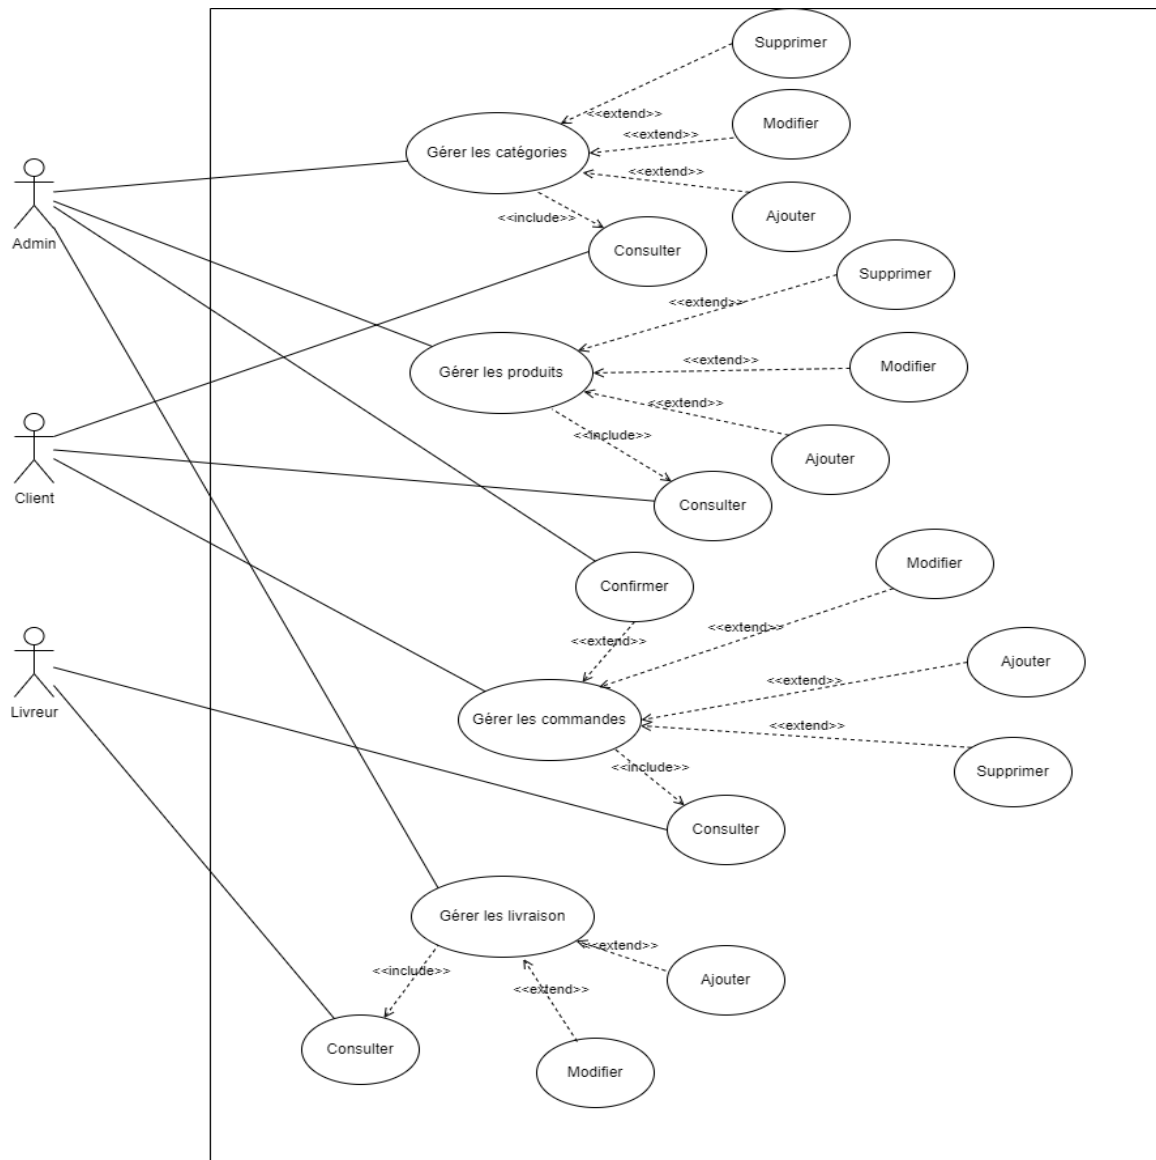 Supprimer
<<extend>>
Modifier
<<extend>>
Gérer les catégories
<<extend>>
Ajouter
<<include>>
Admin
Consulter
Supprimer
<<extend>>
<<extend>>
Modifier
Gérer les produits
<<extend>>
<<include>>
Ajouter
Client
Consulter
Modifier
Confirmer
<<extend>>
<<extend>>
Ajouter
<<extend>>
Livreur
Gérer les commandes
<<extend>>
<<include>>
Supprimer
Consulter
Gérer les livraison
<<extend>>
<<include>>
Ajouter
<<extend>>
Consulter
Modifier